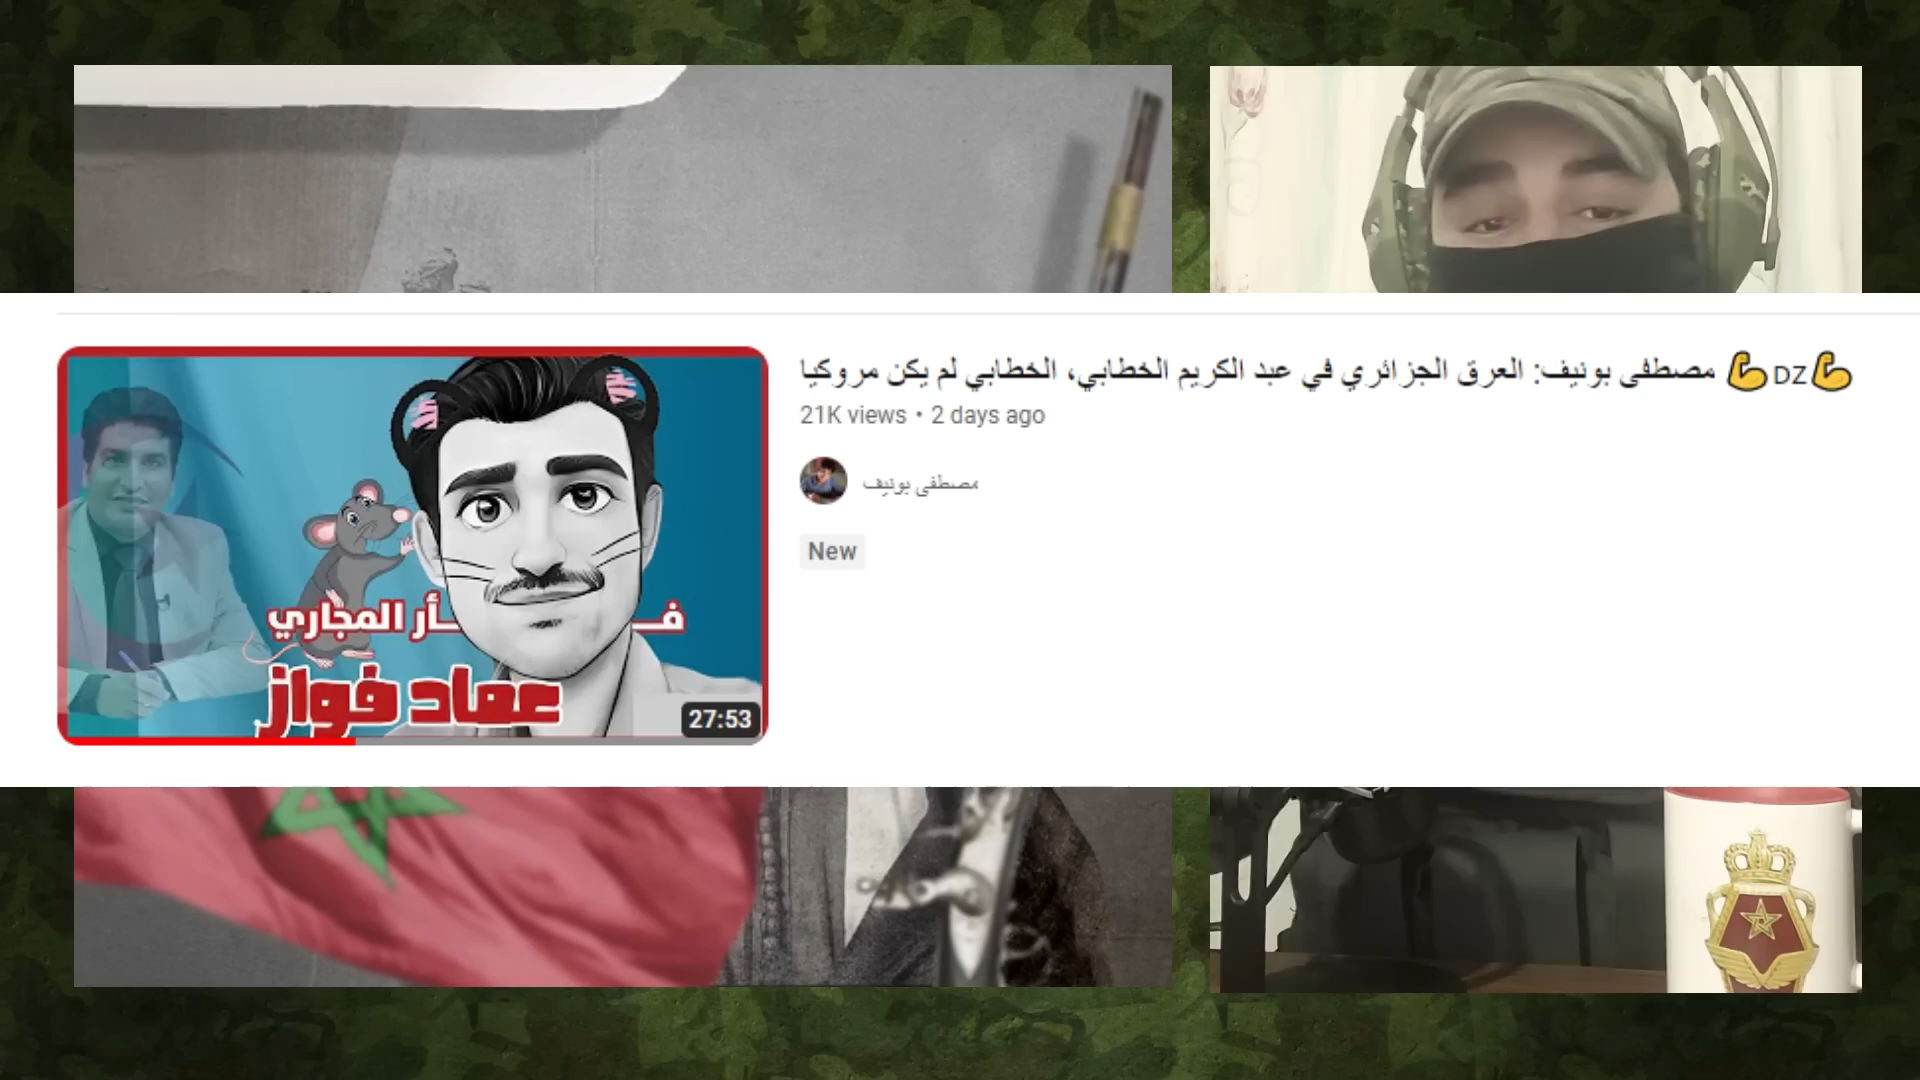 💪DZ💪 مصطفى بونيف: العرق الجزائري في عبد الكريم الخطابي، الخطابي لم يكن مروكيا
21K views • 2 days ago
مصطفى بونيف
New
فــأر المجاري
عماد فواز
27:53